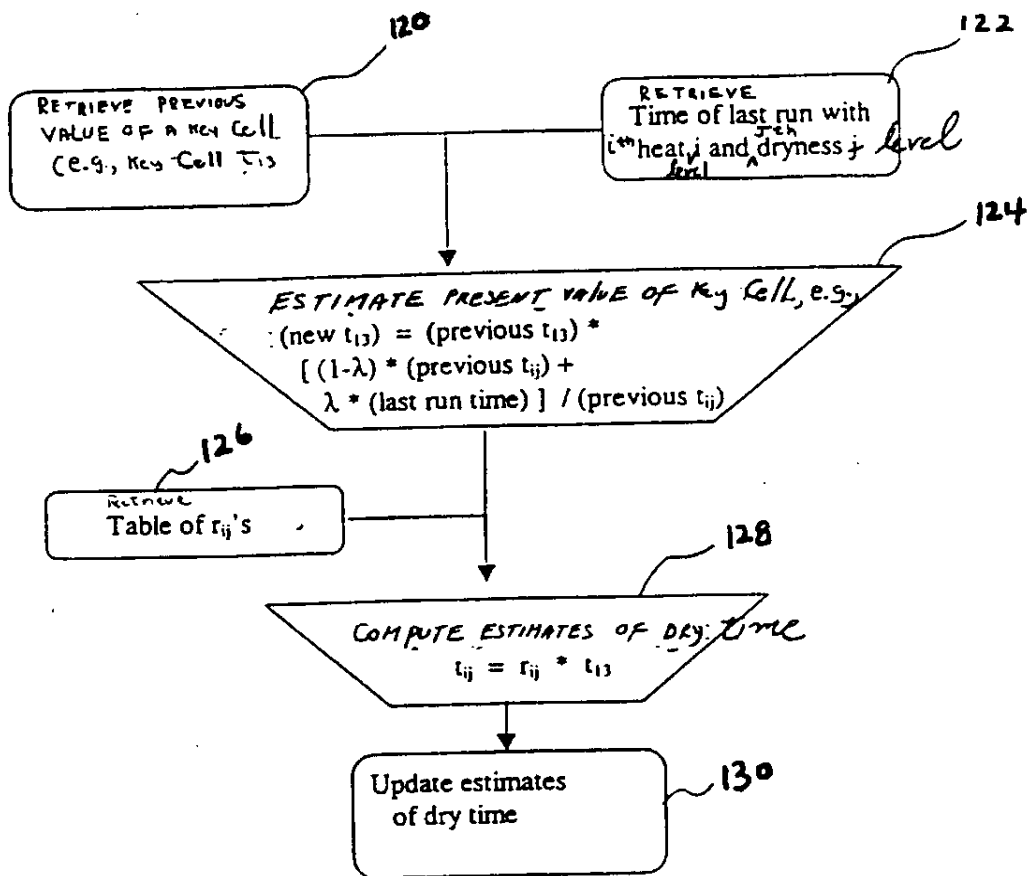 120
122
RETRIEVE PREVIOUS
VALUE OF A KEY CELL
(e.g., KEY Cell t13
RETRIEVE
Time of last run with
ith heat level i and jth dryness j level
124
ESTIMATE PRESENT VALUE OF KEY CELL, e.g.,
(new t13) = (previous t13) *
[ (1-λ) * (previous tij) +
λ * (last run time) ] / (previous tij)
126
Retrieve
Table of rij's
128
COMPUTE ESTIMATES OF DRY time
tij = rij * t13
130
Update estimates
of dry time